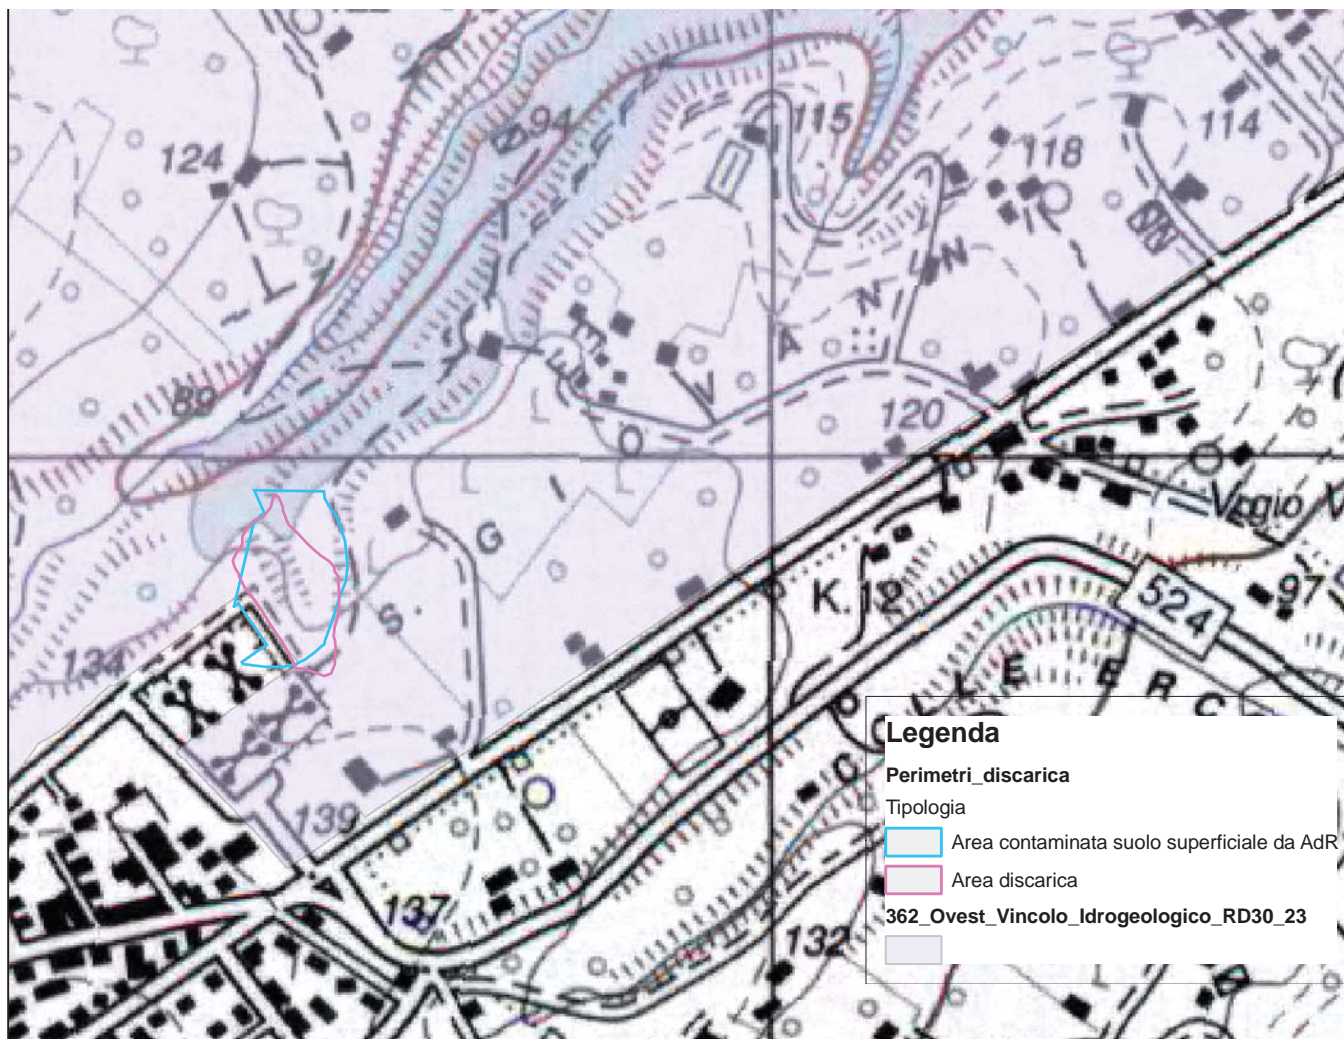 94
115
118
114
124
N
N
A
89
V
120
O
G
S.
K. 12
524
97
134
C
O
L
L
E
E
R
C
139
137
132
Legenda
Perimetri_discarica
Tipologia
Area contaminata suolo superficiale da AdR
Area discarica
362_Ovest_Vincolo_Idrogeologico_RD30_23